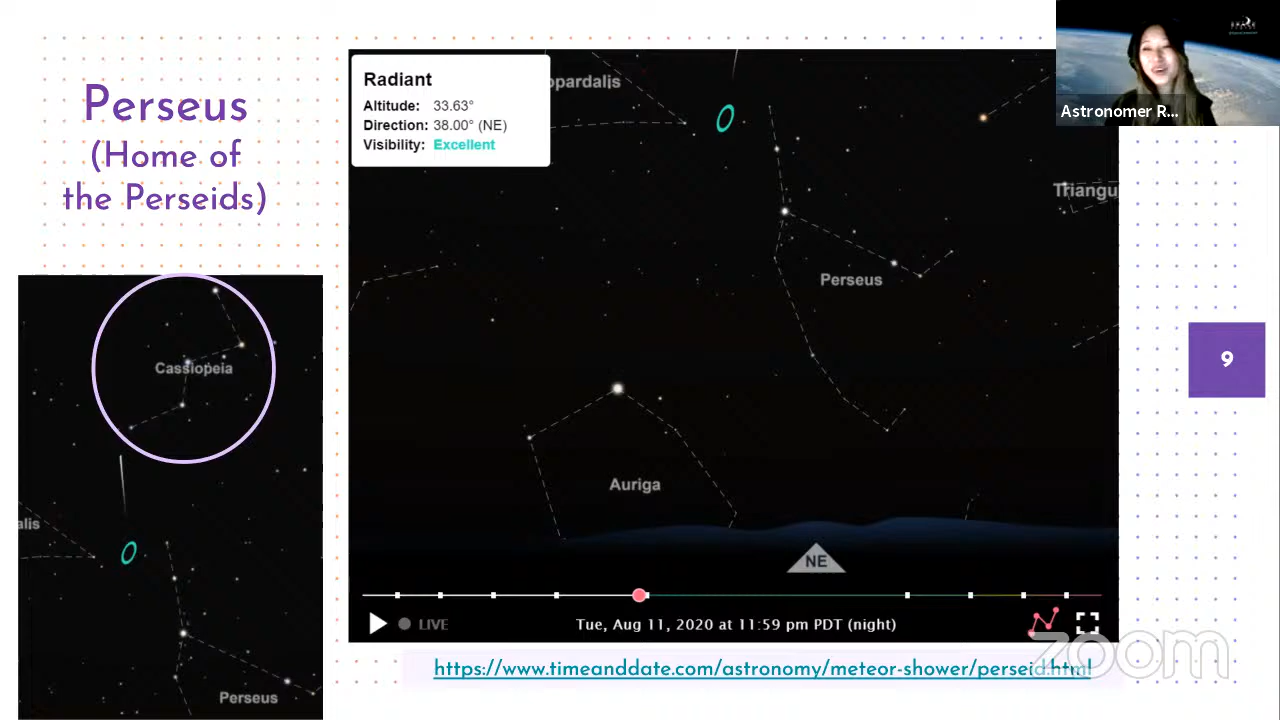 Perseus
(Home of
the Perseids)
Radiant
Altitude: 33.63°
Direction: 38.00° (NE)
Visibility: Excellent
opardalis
Triangu
Perseus
Auriga
NE
LIVE
Tue, Aug 11, 2020 at 11:59 pm PDT (night)
https://www.timeanddate.com/astronomy/meteor-shower/perseid.html
Cassiopeia
alis
Perseus
Astronomer R...
9
zoom